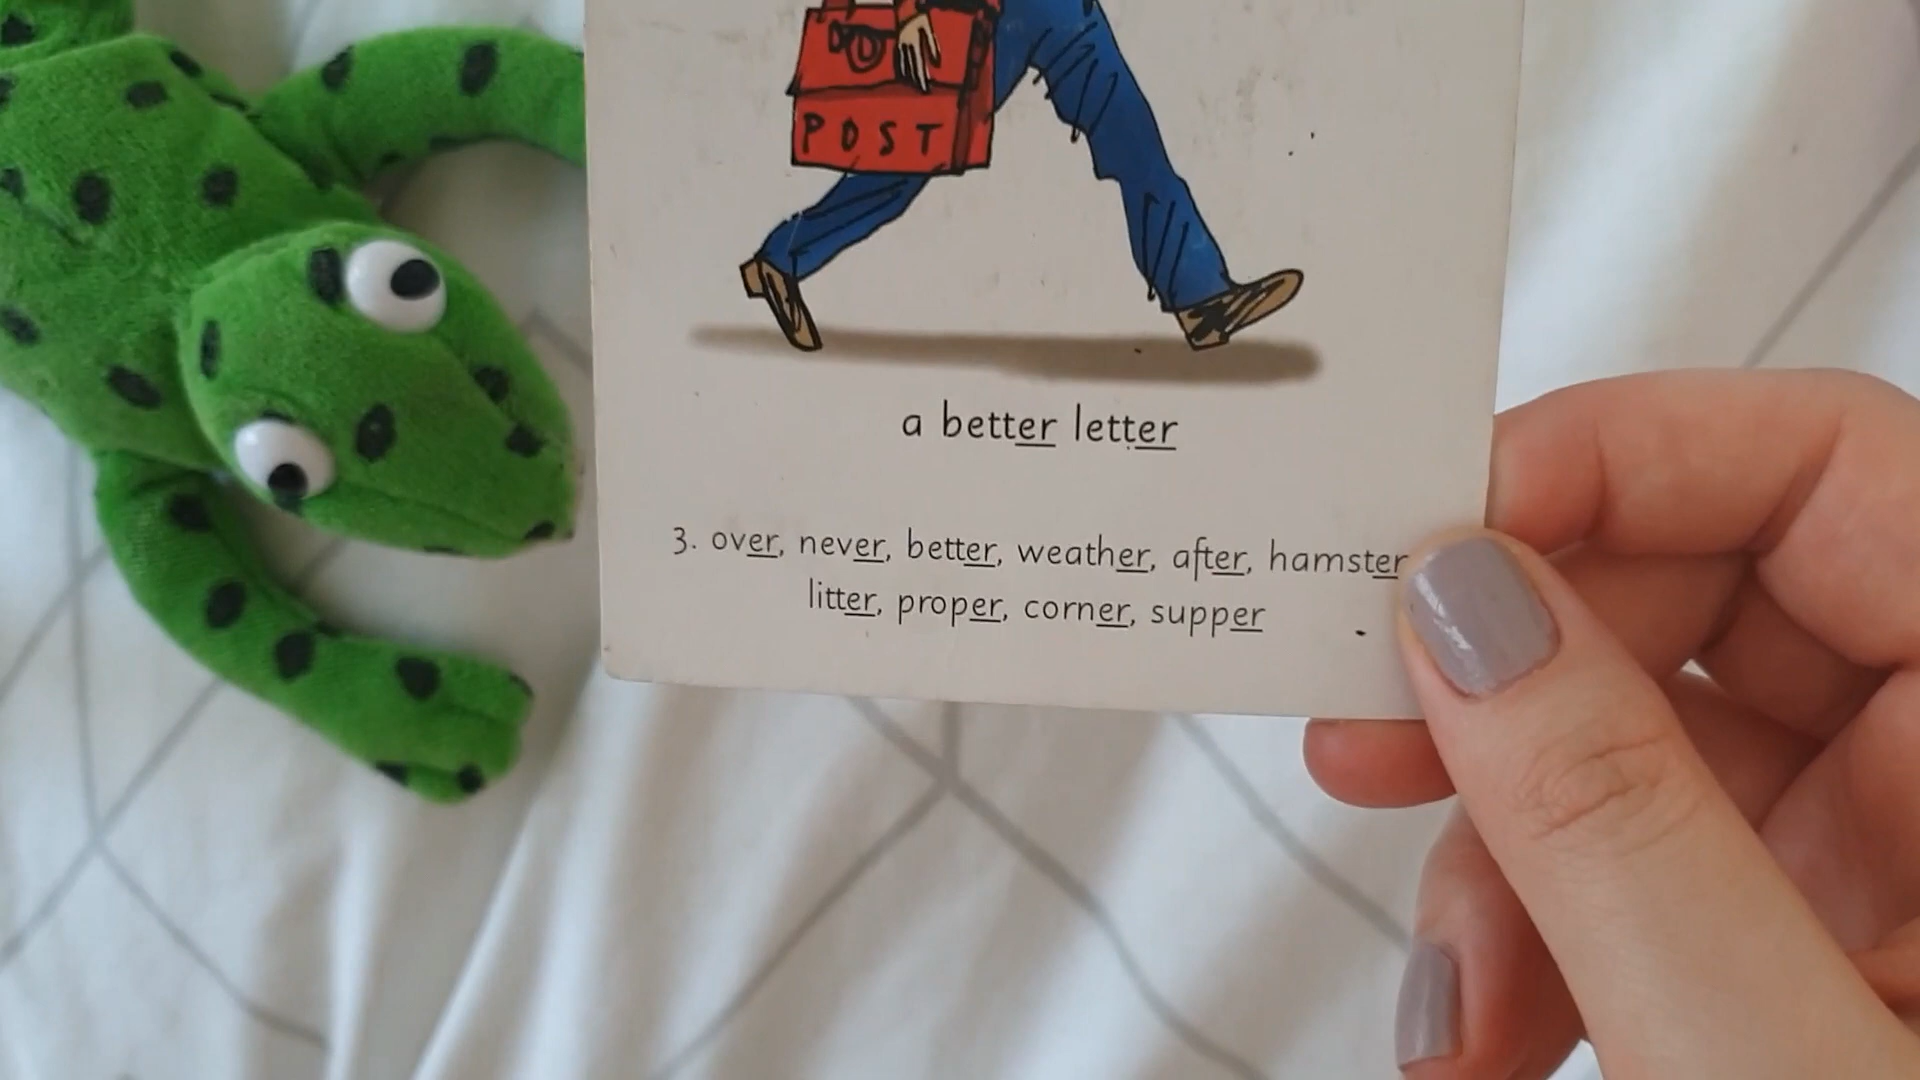 POST
a better letter
3. over, never, better, weather, after, hamster
litter, proper, corner, supper